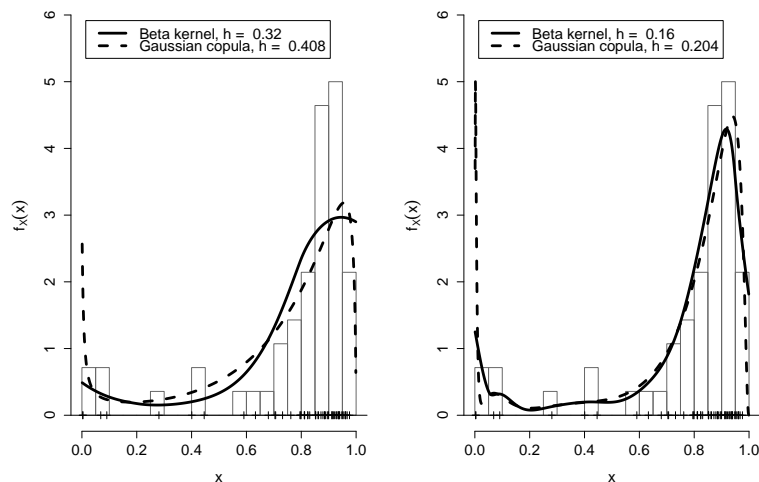 Beta kernel, h = 0.32
Gaussian copula, h = 0.408
6
5
4
3
2
1
0
fX(x)
0.0 0.2 0.4 0.6 0.8 1.0
x
Beta kernel, h = 0.16
Gaussian copula, h = 0.204
6
5
4
3
2
1
0
fX(x)
0.0 0.2 0.4 0.6 0.8 1.0
x